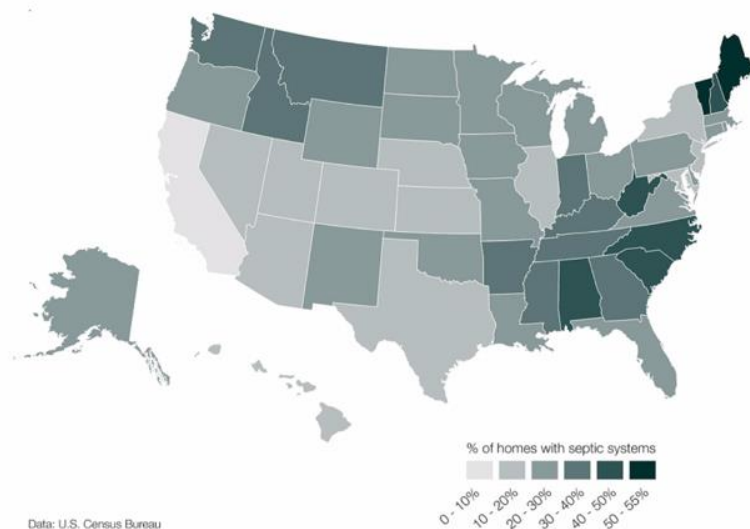 % of homes with septic systems
0 - 10%
10 - 20%
20 - 30%
30 - 40%
40 - 50%
50 - 55%
Data: U.S. Census Bureau